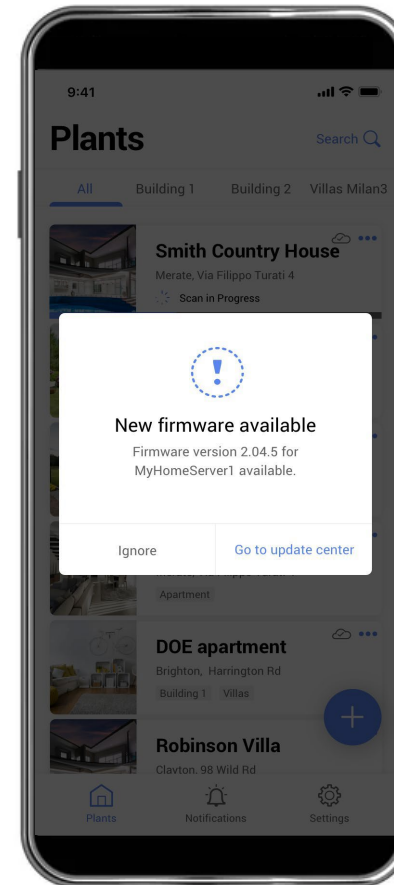 9:41
Plants
Search
All Building 1 Building 2 Villas Milan3
Smith Country House
Merate, Via Filippo Turati 4
Scan in Progress
New firmware available
Firmware version 2.04.5 for
MyHomeServer1 available.
Ignore Go to update center
Apartment
DOE apartment
Brighton, Harrington Rd
Building 1 Villas
Robinson Villa
Clayton, 98 Wild Rd
Plants Notifications Settings